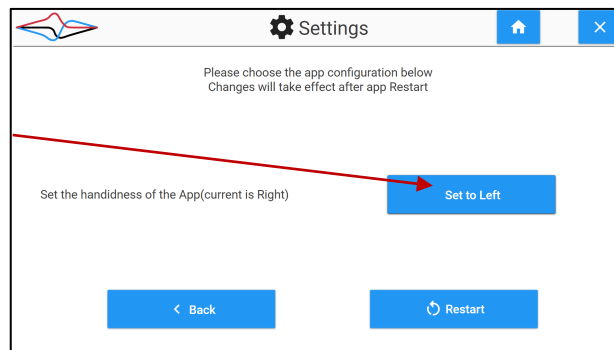 Settings
Please choose the app configuration below
Changes will take effect after app Restart
Set the handidness of the App(current is Right)
Set to Left
Back
Restart